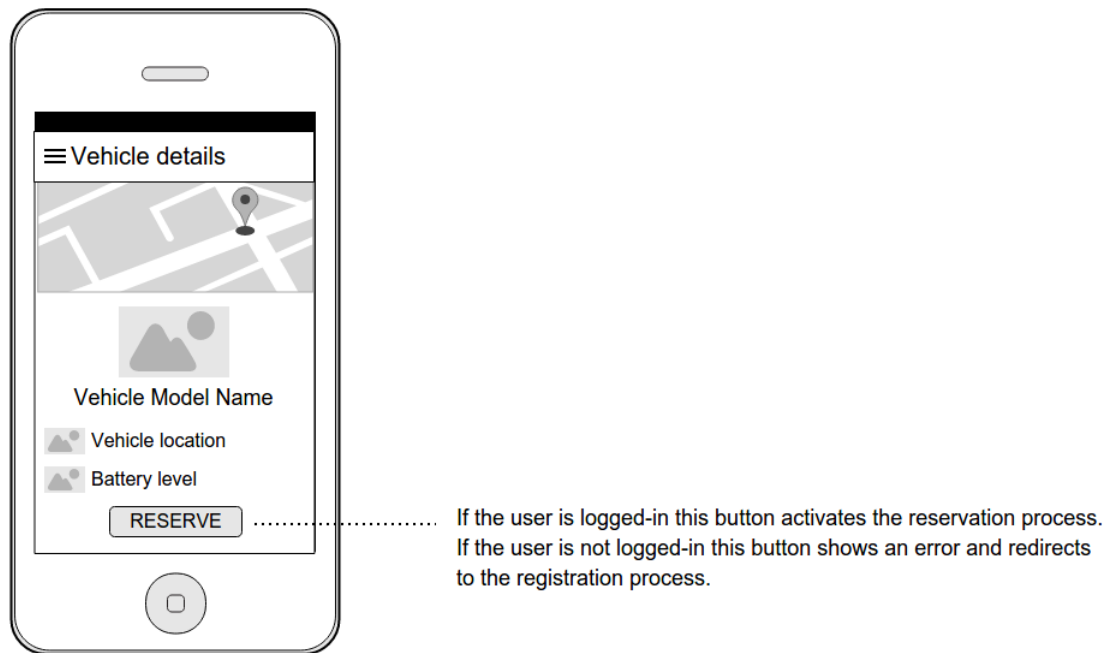 Vehicle details
Vehicle Model Name
Vehicle location
Battery level
RESERVE
If the user is logged-in this button activates the reservation process.
If the user is not logged-in this button shows an error and redirects
to the registration process.